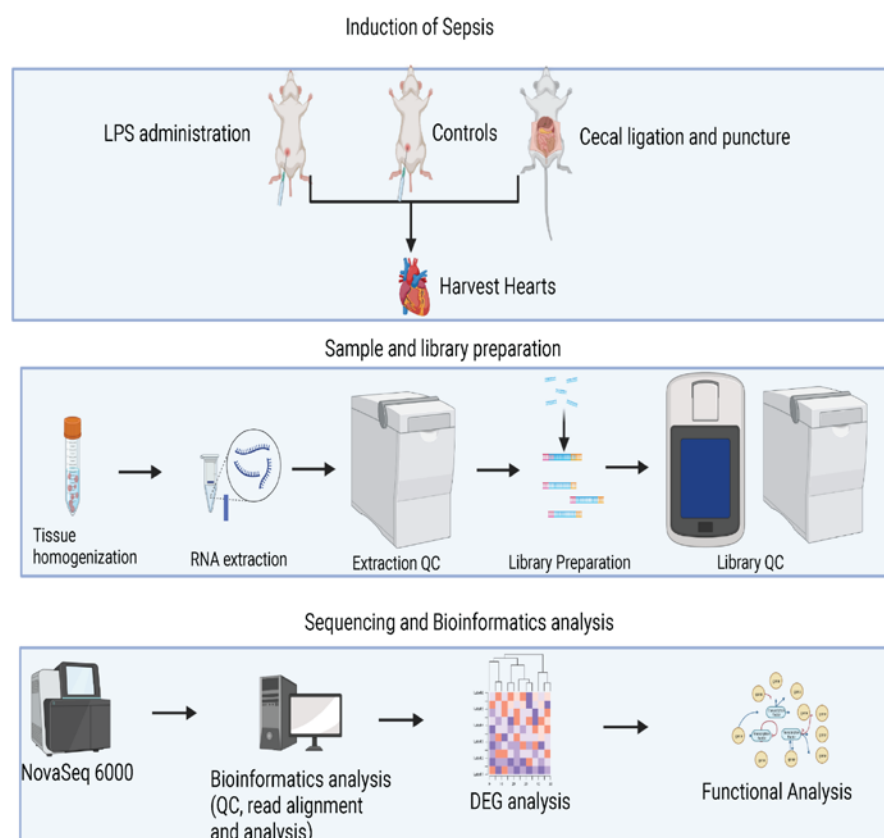 Induction of Sepsis
LPS administration
Controls
Cecal ligation and puncture
Harvest Hearts
Sample and library preparation
Tissue
homogenization
RNA extraction
Extraction QC
Library Preparation
Library QC
Sequencing and Bioinformatics analysis
NovaSeq 6000
Bioinformatics analysis
(QC, read alignment
and analysis)
DEG analysis
Functional Analysis